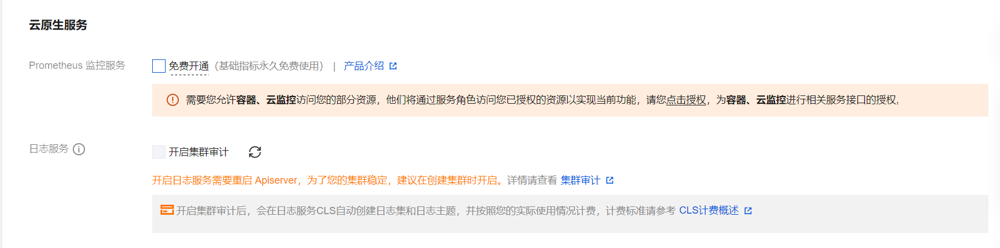 云原生服务
Prometheus 监控服务
免费开通（基础指标永久免费使用） | 产品介绍
需要您允许容器、云监控访问您的部分资源，他们将通过服务角色访问您已授权的资源以实现当前功能，请您点击授权，为容器、云监控进行相关服务接口的授权,
日志服务
开启集群审计
开启日志服务需要重启 Apiserver，为了您的集群稳定，建议在创建集群时开启。详情请查看 集群审计
开启集群审计后，会在日志服务CLS自动创建日志集和日志主题，并按照您的实际使用情况计费，计费标准请参考 CLS计费概述